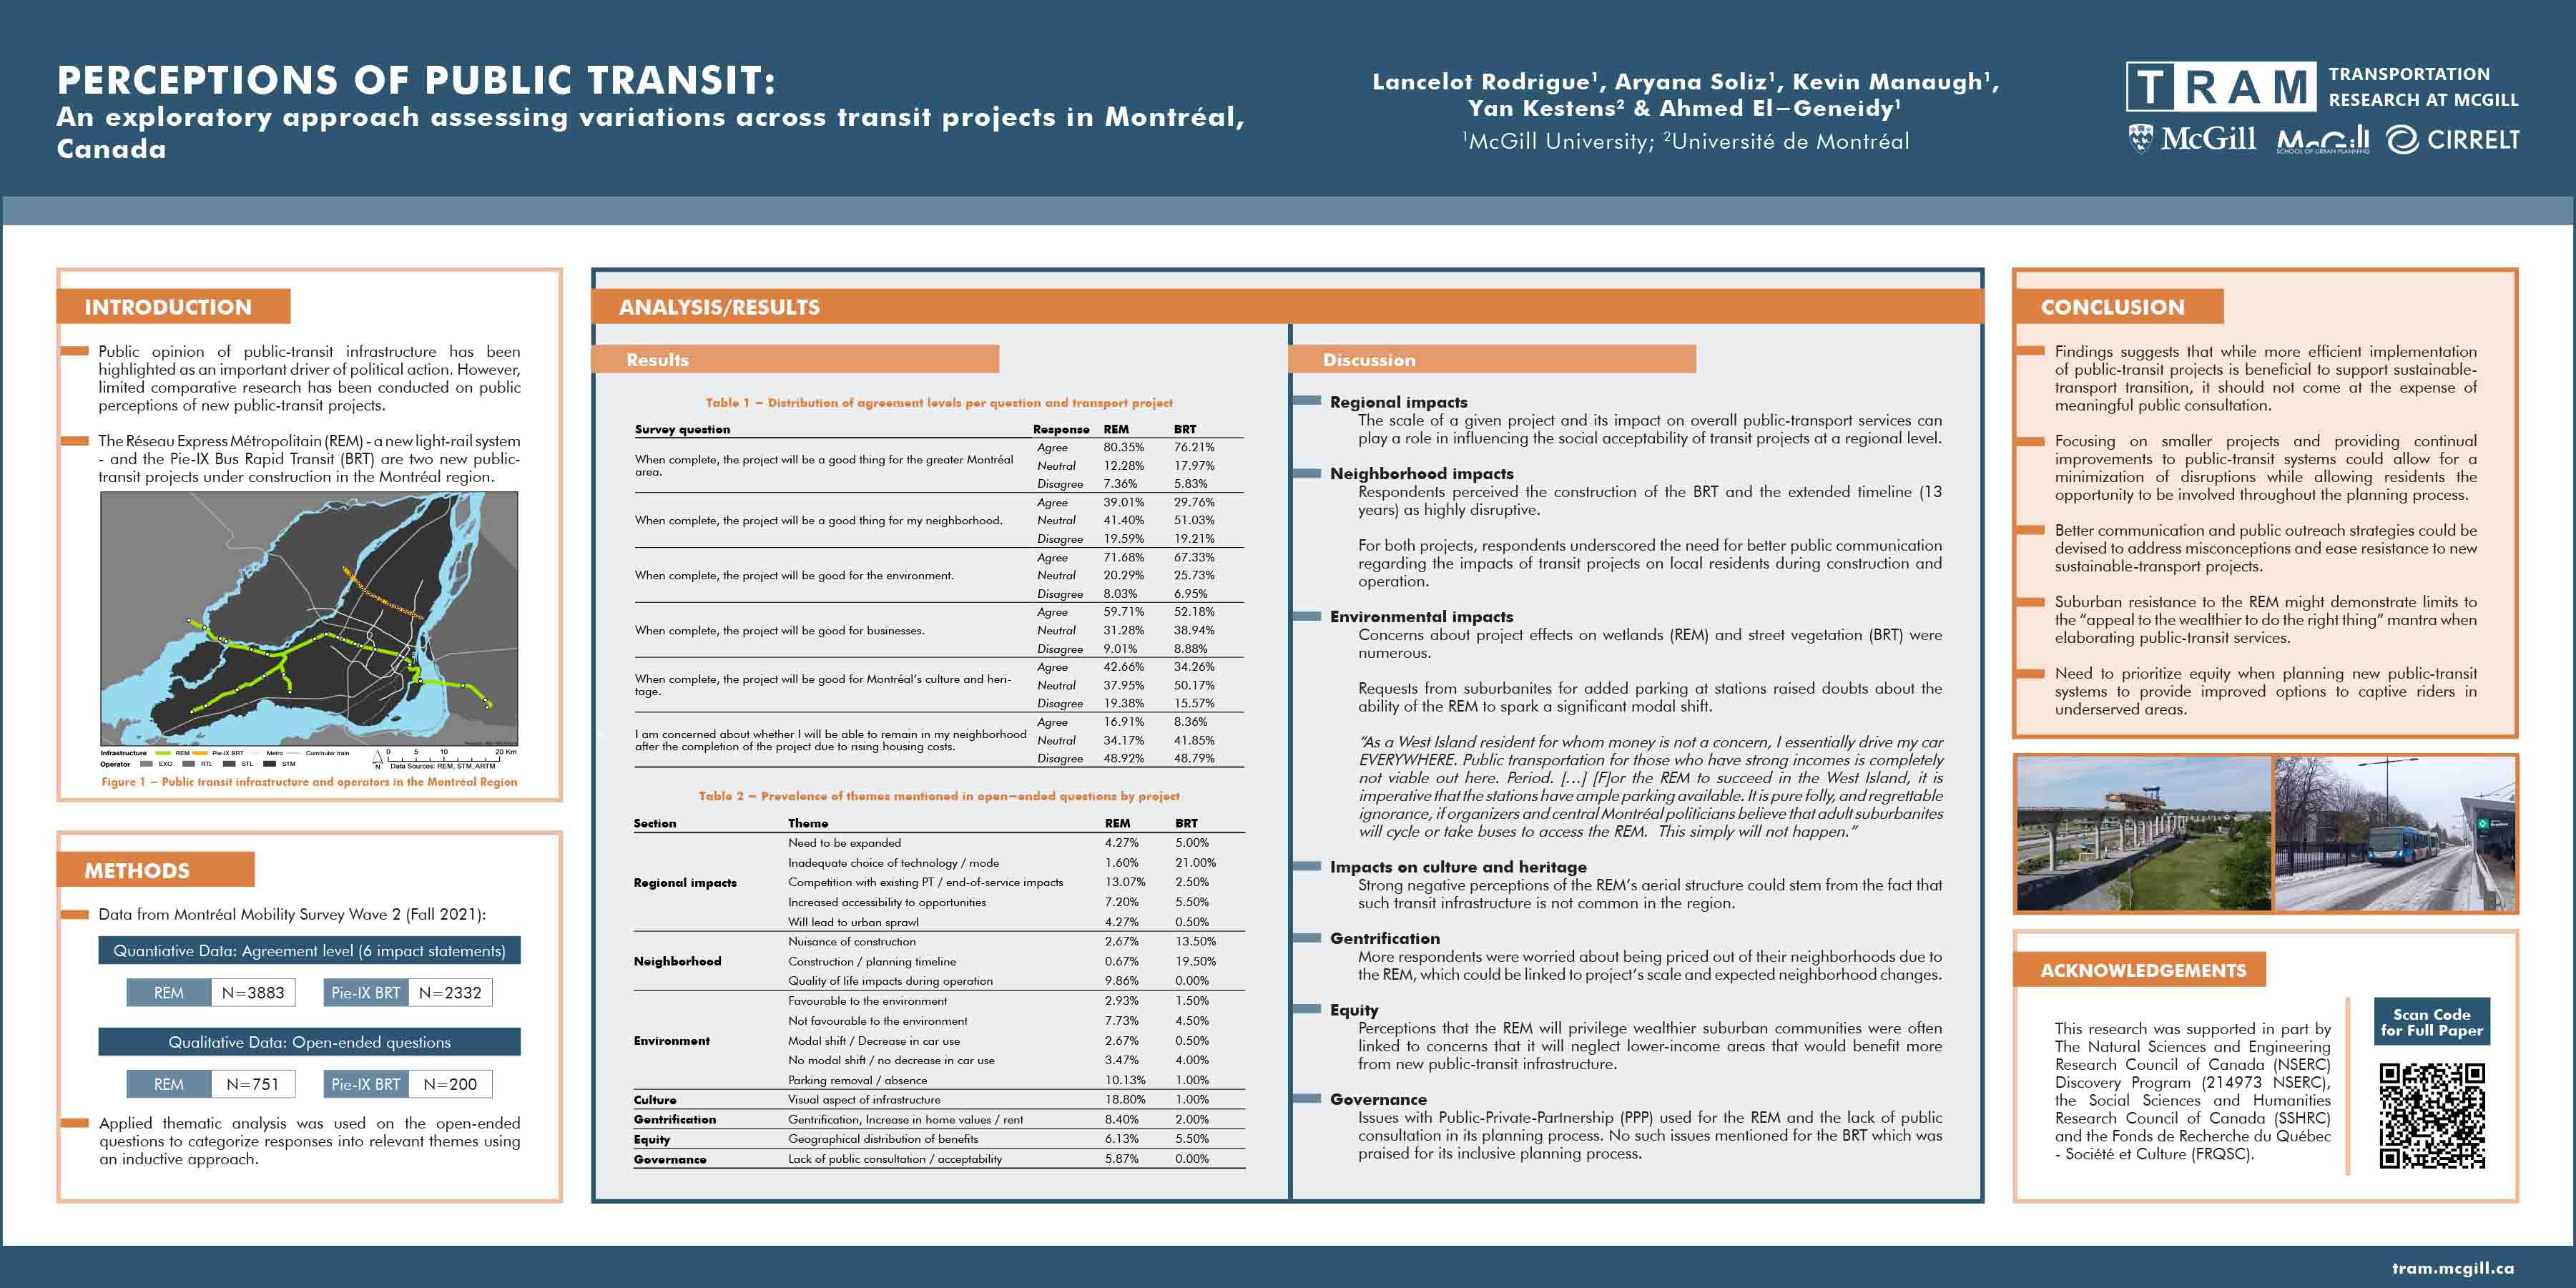 PERCEPTIONS OF PUBLIC TRANSIT:
An exploratory approach assessing variations across transit projects in Montréal,
Canada
Lancelot Rodrigue¹, Aryana Soliz¹, Kevin Manaugh¹,
Yan Kestens² & Ahmed El-Geneidy¹
¹McGill University; ²Université de Montréal
TRAM
TRANSPORTATION
RESEARCH AT MCGILL
McGill
McGill
SCHOOL OF URBAN PLANNING
CIRRELT
INTRODUCTION
Public opinion of public-transit infrastructure has been
highlighted as an important driver of political action. However,
limited comparative research has been conducted on public
perceptions of new public-transit projects.
The Réseau Express Métropolitain (REM) - a new light-rail system
- and the Pie-IX Bus Rapid Transit (BRT) are two new public-
transit projects under construction in the Montréal region.
Infrastructure REM Pie-IX BRT Metro Commuter train
Operator EXO RTL STL STM
N
0 5 10 20 Km
Data Sources: REM, STM, ARTM
Figure 1 – Public transit infrastructure and operators in the Montréal Region
METHODS
Data from Montréal Mobility Survey Wave 2 (Fall 2021):
Quantiative Data: Agreement level (6 impact statements)
REM N=3883 Pie-IX BRT N=2332
Qualitative Data: Open-ended questions
REM N=751 Pie-IX BRT N=200
Applied thematic analysis was used on the open-ended
questions to categorize responses into relevant themes using
an inductive approach.
ANALYSIS/RESULTS
Results
Table 1 – Distribution of agreement levels per question and transport project
Survey question Response REM BRT
When complete, the project will be a good thing for the greater Montréal
area.
Agree 80.35% 76.21%
Neutral 12.28% 17.97%
Disagree 7.36% 5.83%
When complete, the project will be a good thing for my neighborhood.
Agree 39.01% 29.76%
Neutral 41.40% 51.03%
Disagree 19.59% 19.21%
When complete, the project will be good for the environment.
Agree 71.68% 67.33%
Neutral 20.29% 25.73%
Disagree 8.03% 6.95%
When complete, the project will be good for businesses.
Agree 59.71% 52.18%
Neutral 31.28% 38.94%
Disagree 9.01% 8.88%
When complete, the project will be good for Montréal's culture and heri-
tage.
Agree 42.66% 34.26%
Neutral 37.95% 50.17%
Disagree 19.38% 15.57%
I am concerned about whether I will be able to remain in my neighborhood
after the completion of the project due to rising housing costs.
Agree 16.91% 8.36%
Neutral 34.17% 41.85%
Disagree 48.92% 48.79%
Table 2 – Prevalence of themes mentioned in open-ended questions by project
Section Theme REM BRT
Regional impacts
Need to be expanded 4.27% 5.00%
Inadequate choice of technology / mode 1.60% 21.00%
Competition with existing PT / end-of-service impacts 13.07% 2.50%
Increased accessibility to opportunities 7.20% 5.50%
Will lead to urban sprawl 4.27% 0.50%
Neighborhood
Nuisance of construction 2.67% 13.50%
Construction / planning timeline 0.67% 19.50%
Quality of life impacts during operation 9.86% 0.00%
Environment
Favourable to the environment 2.93% 1.50%
Not favourable to the environment 7.73% 4.50%
Modal shift / Decrease in car use 2.67% 0.50%
No modal shift / no decrease in car use 3.47% 4.00%
Parking removal / absence 10.13% 1.00%
Culture Visual aspect of infrastructure 18.80% 1.00%
Gentrification Gentrification, Increase in home values / rent 8.40% 2.00%
Equity Geographical distribution of benefits 6.13% 5.50%
Governance Lack of public consultation / acceptability 5.87% 0.00%
Discussion
Regional impacts
The scale of a given project and its impact on overall public-transport services can
play a role in influencing the social acceptability of transit projects at a regional level.
Neighborhood impacts
Respondents perceived the construction of the BRT and the extended timeline (13
years) as highly disruptive.
For both projects, respondents underscored the need for better public communication
regarding the impacts of transit projects on local residents during construction and
operation.
Environmental impacts
Concerns about project effects on wetlands (REM) and street vegetation (BRT) were
numerous.
Requests from suburbanites for added parking at stations raised doubts about the
ability of the REM to spark a significant modal shift.
"As a West Island resident for whom money is not a concern, I essentially drive my car
EVERYWHERE. Public transportation for those who have strong incomes is completely
not viable out here. Period. [...] [F]or the REM to succeed in the West Island, it is
imperative that the stations have ample parking available. It is pure folly, and regrettable
ignorance, if organizers and central Montréal politicians believe that adult suburbanites
will cycle or take buses to access the REM. This simply will not happen."
Impacts on culture and heritage
Strong negative perceptions of the REM's aerial structure could stem from the fact that
such transit infrastructure is not common in the region.
Gentrification
More respondents were worried about being priced out of their neighborhoods due to
the REM, which could be linked to project's scale and expected neighborhood changes.
Equity
Perceptions that the REM will privilege wealthier suburban communities were often
linked to concerns that it will neglect lower-income areas that would benefit more
from new public-transit infrastructure.
Governance
Issues with Public-Private-Partnership (PPP) used for the REM and the lack of public
consultation in its planning process. No such issues mentioned for the BRT which was
praised for its inclusive planning process.
CONCLUSION
Findings suggests that while more efficient implementation
of public-transit projects is beneficial to support sustainable-
transport transition, it should not come at the expense of
meaningful public consultation.
Focusing on smaller projects and providing continual
improvements to public-transit systems could allow for a
minimization of disruptions while allowing residents the
opportunity to be involved throughout the planning process.
Better communication and public outreach strategies could be
devised to address misconceptions and ease resistance to new
sustainable-transport projects.
Suburban resistance to the REM might demonstrate limits to
the "appeal to the wealthier to do the right thing" mantra when
elaborating public-transit services.
Need to prioritize equity when planning new public-transit
systems to provide improved options to captive riders in
underserved areas.
ACKNOWLEDGEMENTS
This research was supported in part by
The Natural Sciences and Engineering
Research Council of Canada (NSERC)
Discovery Program (214973 NSERC),
the Social Sciences and Humanities
Research Council of Canada (SSHRC)
and the Fonds de Recherche du Québec
- Société et Culture (FRQSC).
Scan Code
for Full Paper
tram.mcgill.ca